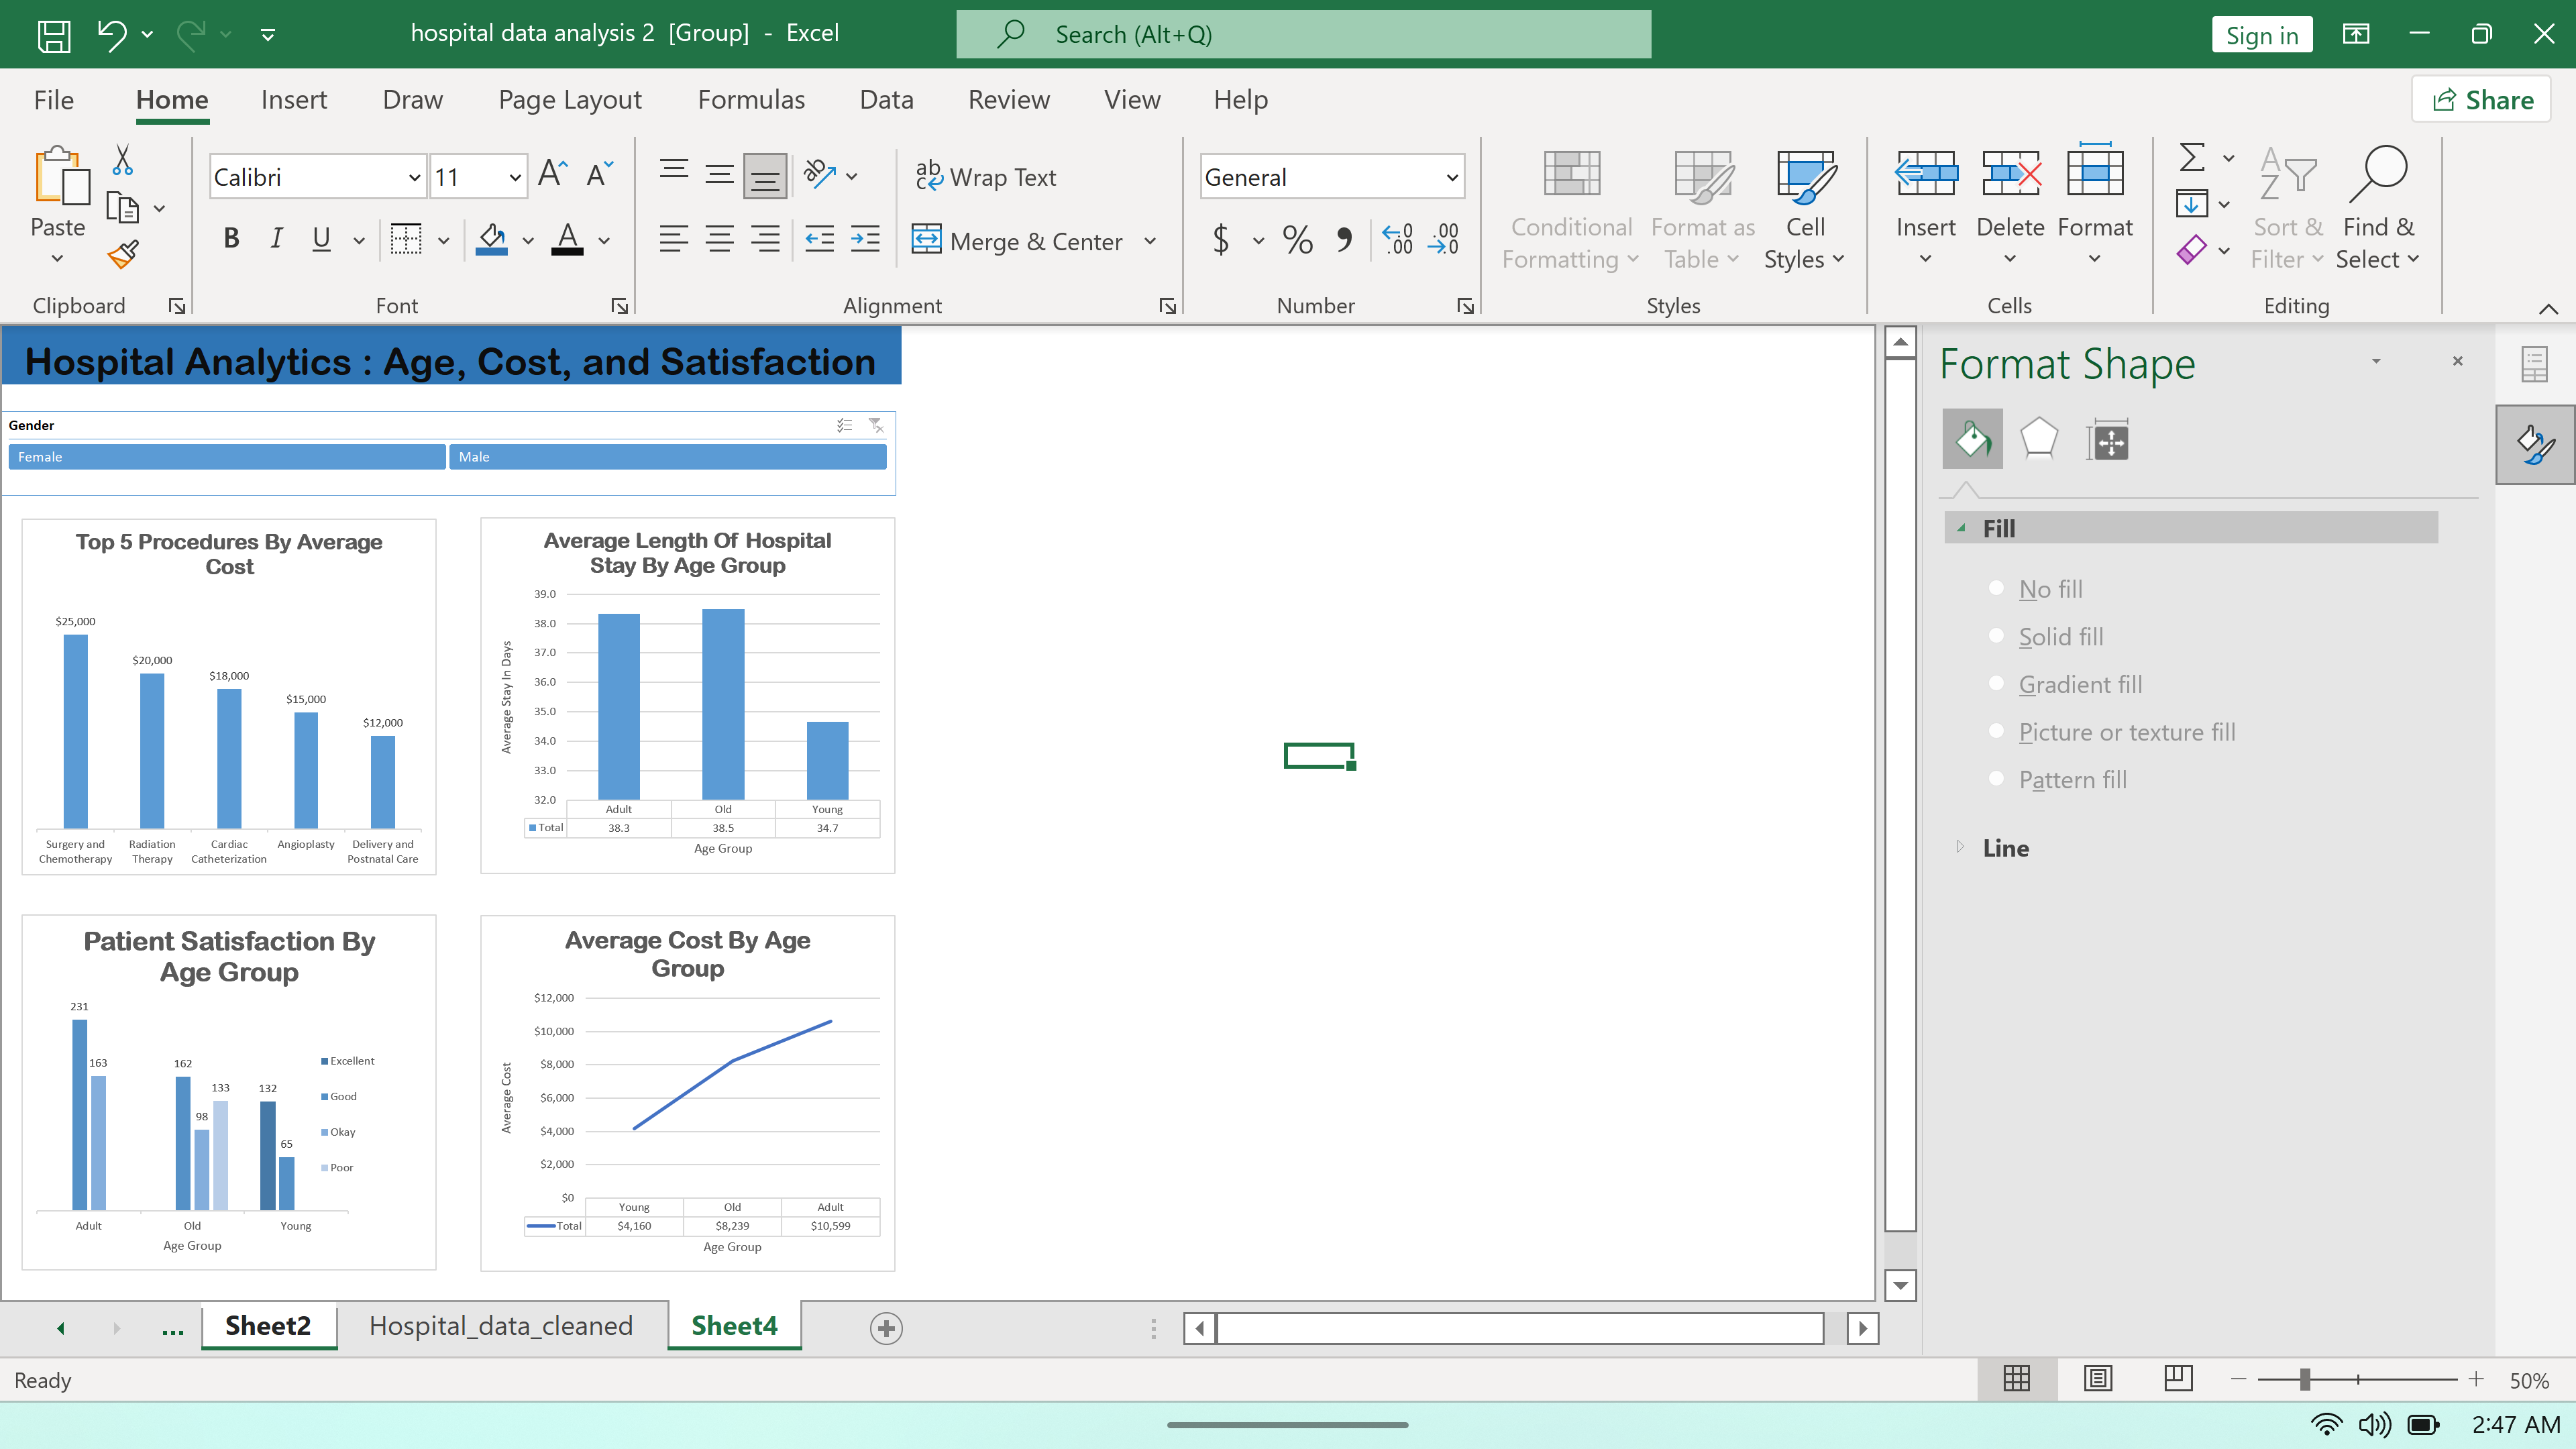 hospital data analysis 2 [Group] - Excel
Search (Alt+Q)
Sign in
File Home Insert Draw Page Layout Formulas Data Review View Help
Share
Paste
Calibri 11
B I U
Wrap Text
Merge & Center
General
$ % ,
Conditional Formatting
Format as Table
Cell Styles
Insert Delete Format
Sort & Filter
Find & Select
Clipboard Font Alignment Number Styles Cells Editing
Hospital Analytics : Age, Cost, and Satisfaction
Gender
Female Male
Top 5 Procedures By Average
Cost
$25,000
$20,000
$18,000
$15,000
$12,000
Surgery and Chemotherapy
Radiation Therapy
Cardiac Catheterization
Angioplasty
Delivery and Postnatal Care
Average Length Of Hospital
Stay By Age Group
Average Stay In Days
39.0
38.0
37.0
36.0
35.0
34.0
33.0
32.0
Adult Old Young
Total 38.3 38.5 34.7
Age Group
Patient Satisfaction By
Age Group
231
163
162
98
133
132
65
Excellent
Good
Okay
Poor
Adult Old Young
Age Group
Average Cost By Age
Group
Average Cost
$12,000
$10,000
$8,000
$6,000
$4,000
$2,000
$0
Young Old Adult
Total $4,160 $8,239 $10,599
Age Group
Format Shape
Fill
No fill
Solid fill
Gradient fill
Picture or texture fill
Pattern fill
Line
... Sheet2 Hospital_data_cleaned Sheet4
Ready
50%
2:47 AM